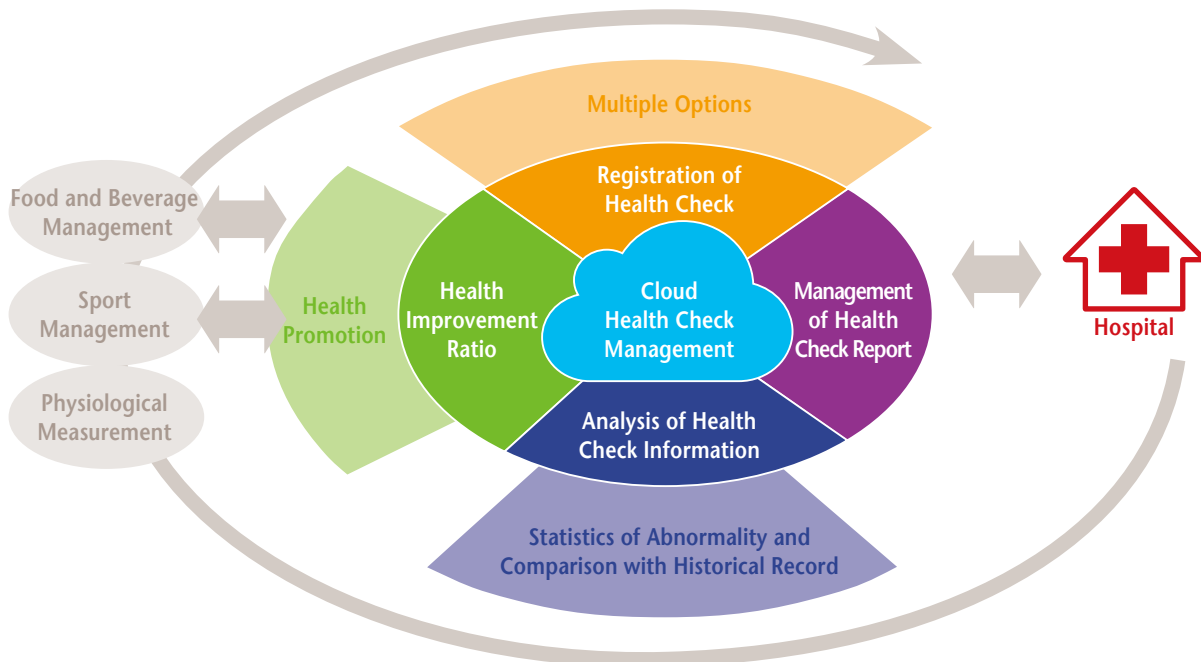 Multiple Options
Registration of
Health Check
Food and Beverage
Management
Sport
Management
Physiological
Measurement
Health
Promotion
Health
Improvement
Ratio
Cloud
Health Check
Management
Management
of Health
Check Report
Hospital
Analysis of Health
Check Information
Statistics of Abnormality and
Comparison with Historical Record